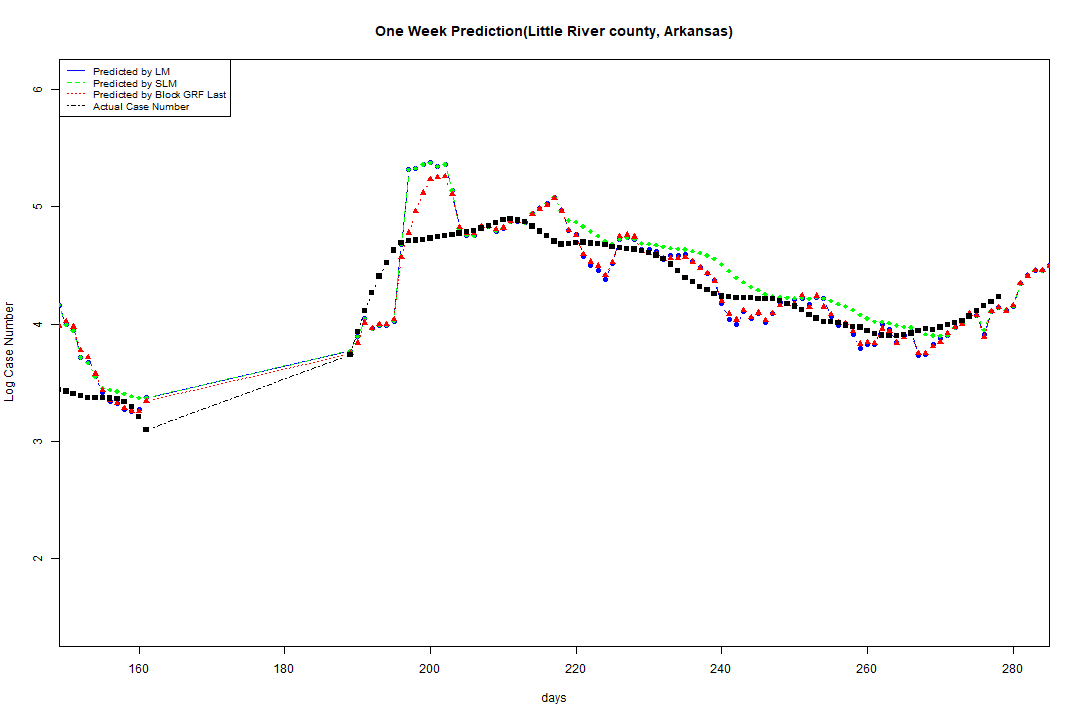 One Week Prediction(Little River county, Arkansas)
Predicted by LM
Predicted by SLM
Predicted by Block GRF Last
Actual Case Number
Log Case Number
6
5
4
3
2
160 180 200 220 240 260 280
days